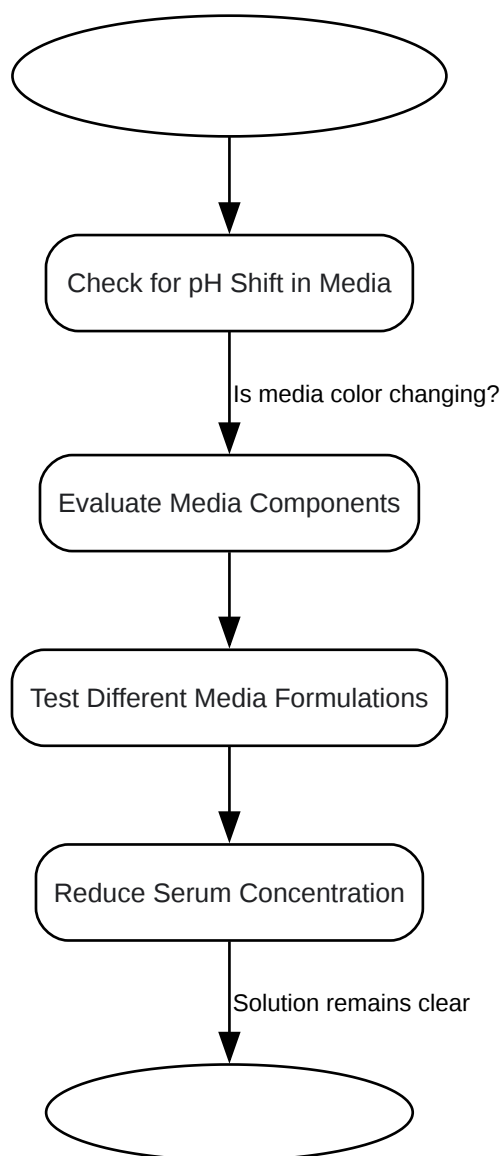 Check for pH Shift in Media
Is media color changing?
Evaluate Media Components
Test Different Media Formulations
Reduce Serum Concentration
Solution remains clear